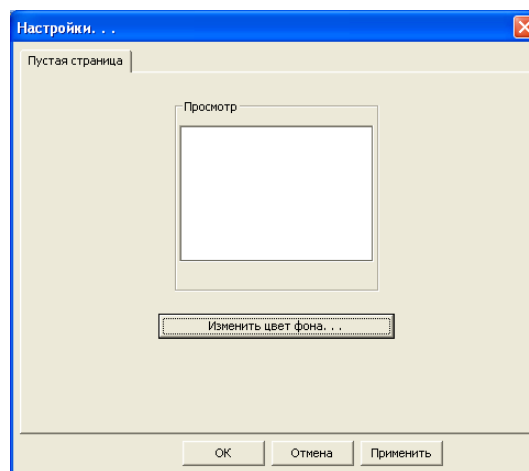 Настройки. . .
Пустая страница
Просмотр
Изменить цвет фона. . .
OK
Отмена
Применить